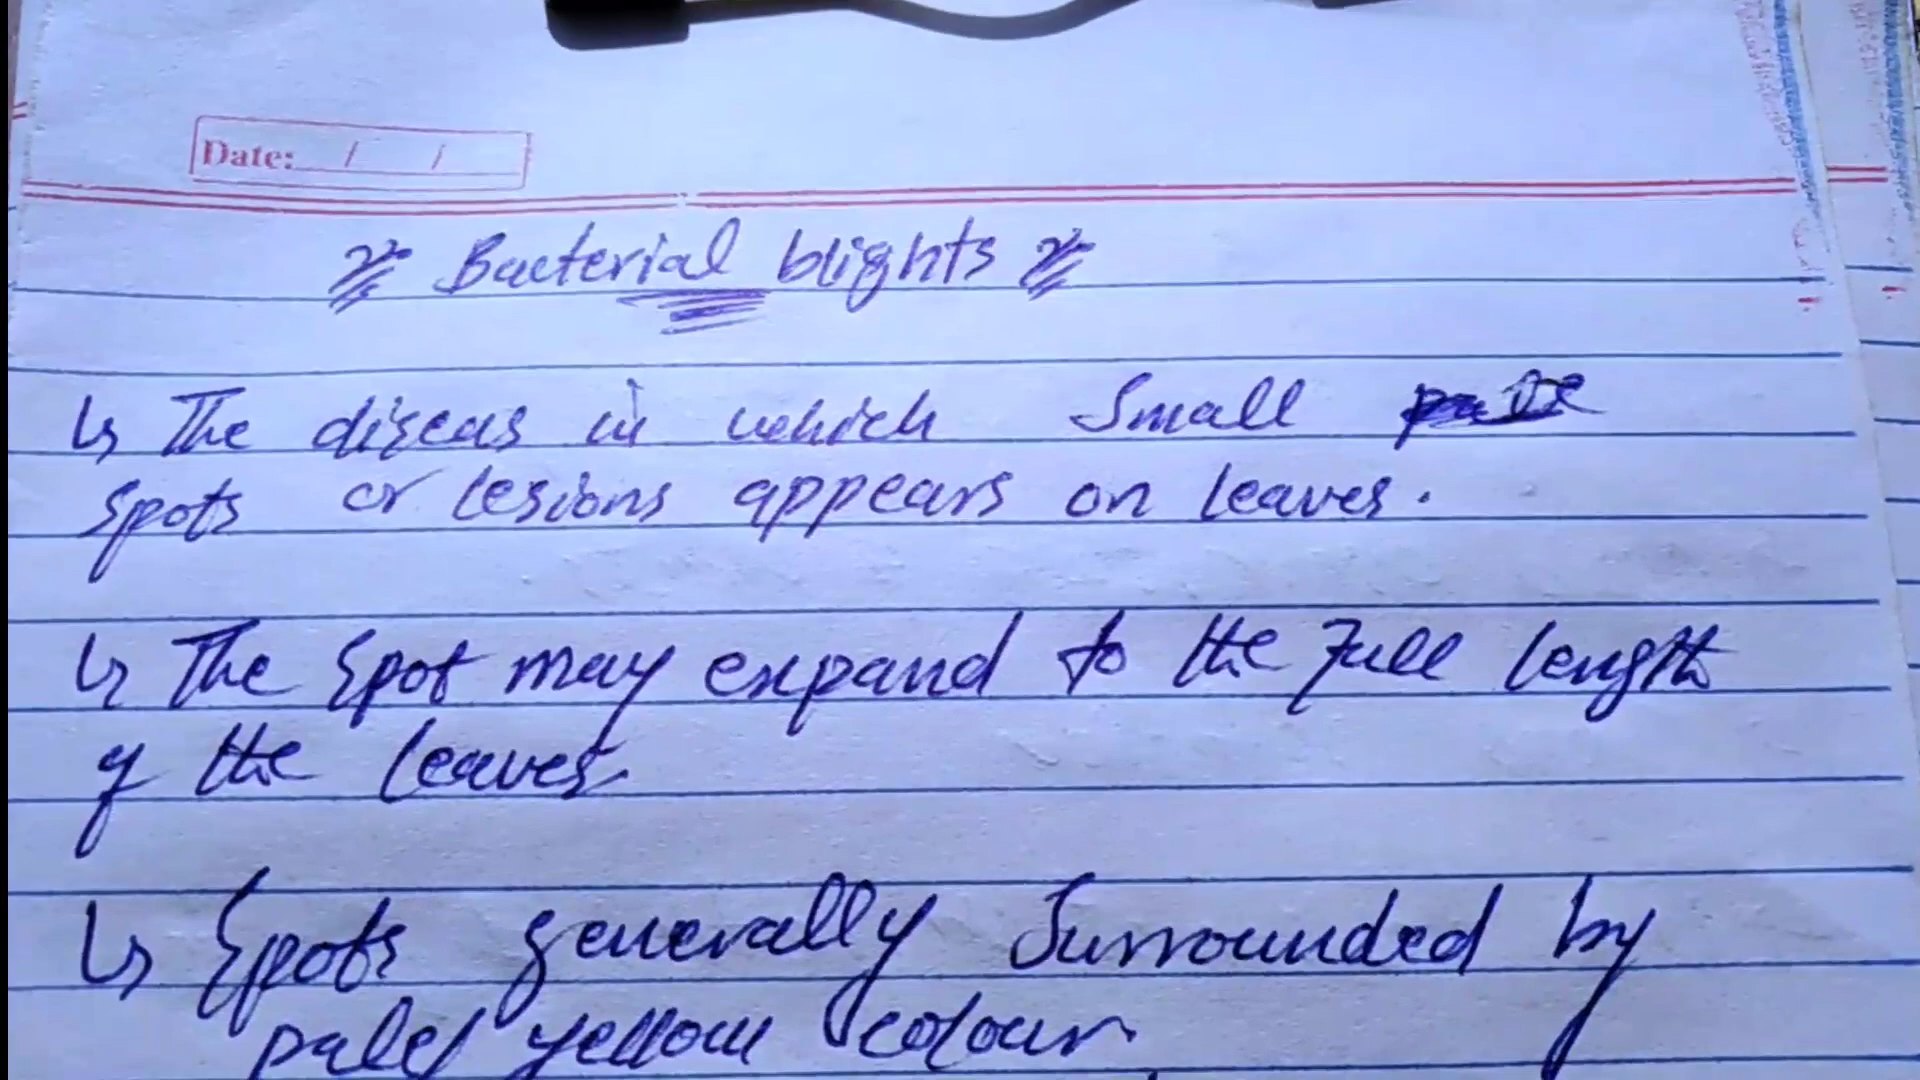 Date: / /
Bacterial blights
The diseas in which Small
spots or lesions appears on leaves.
The spot may expand to the full length
of the leaves.
Spots generally Surrounded by
pale yellow colour.